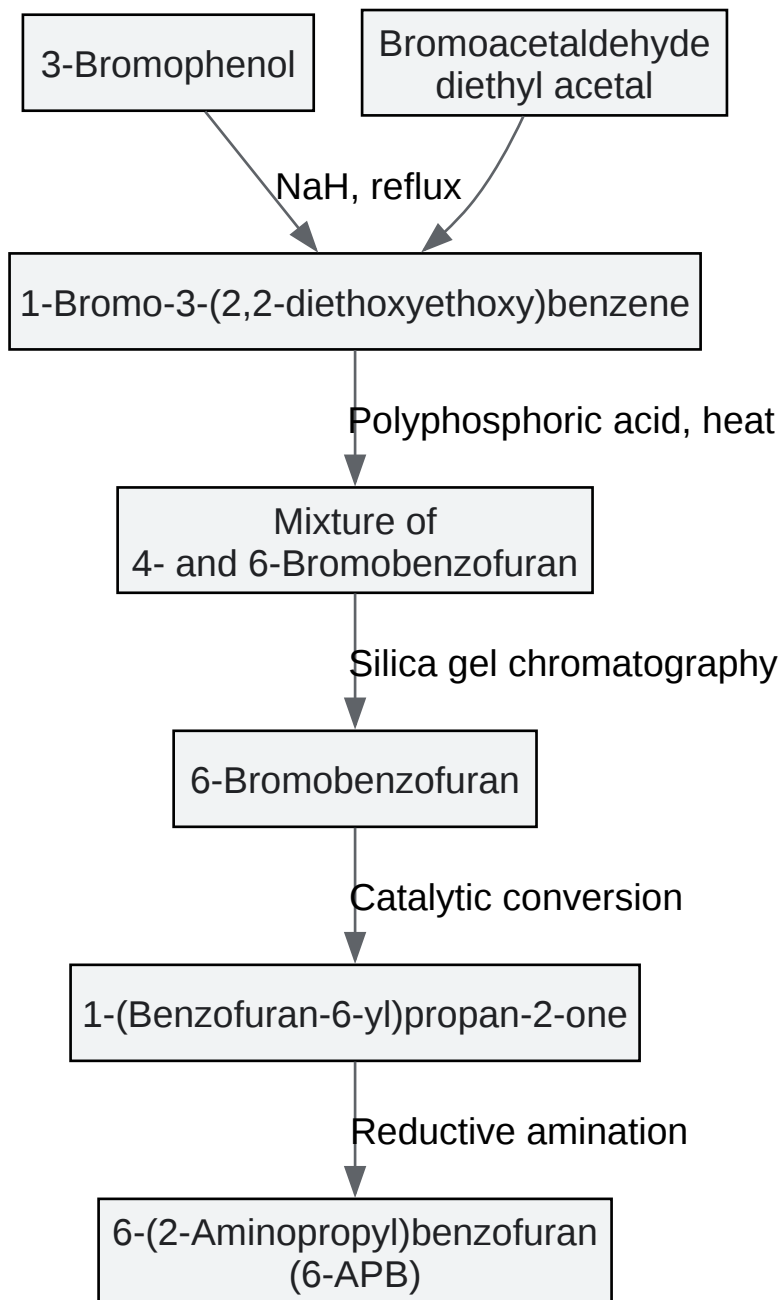 3-Bromophenol
Bromoacetaldehyde
diethyl acetal
NaH, reflux
1-Bromo-3-(2,2-diethoxyethoxy)benzene
Polyphosphoric acid, heat
Mixture of
4- and 6-Bromobenzofuran
Silica gel chromatography
6-Bromobenzofuran
Catalytic conversion
1-(Benzofuran-6-yl)propan-2-one
Reductive amination
6-(2-Aminopropyl)benzofuran
(6-APB)